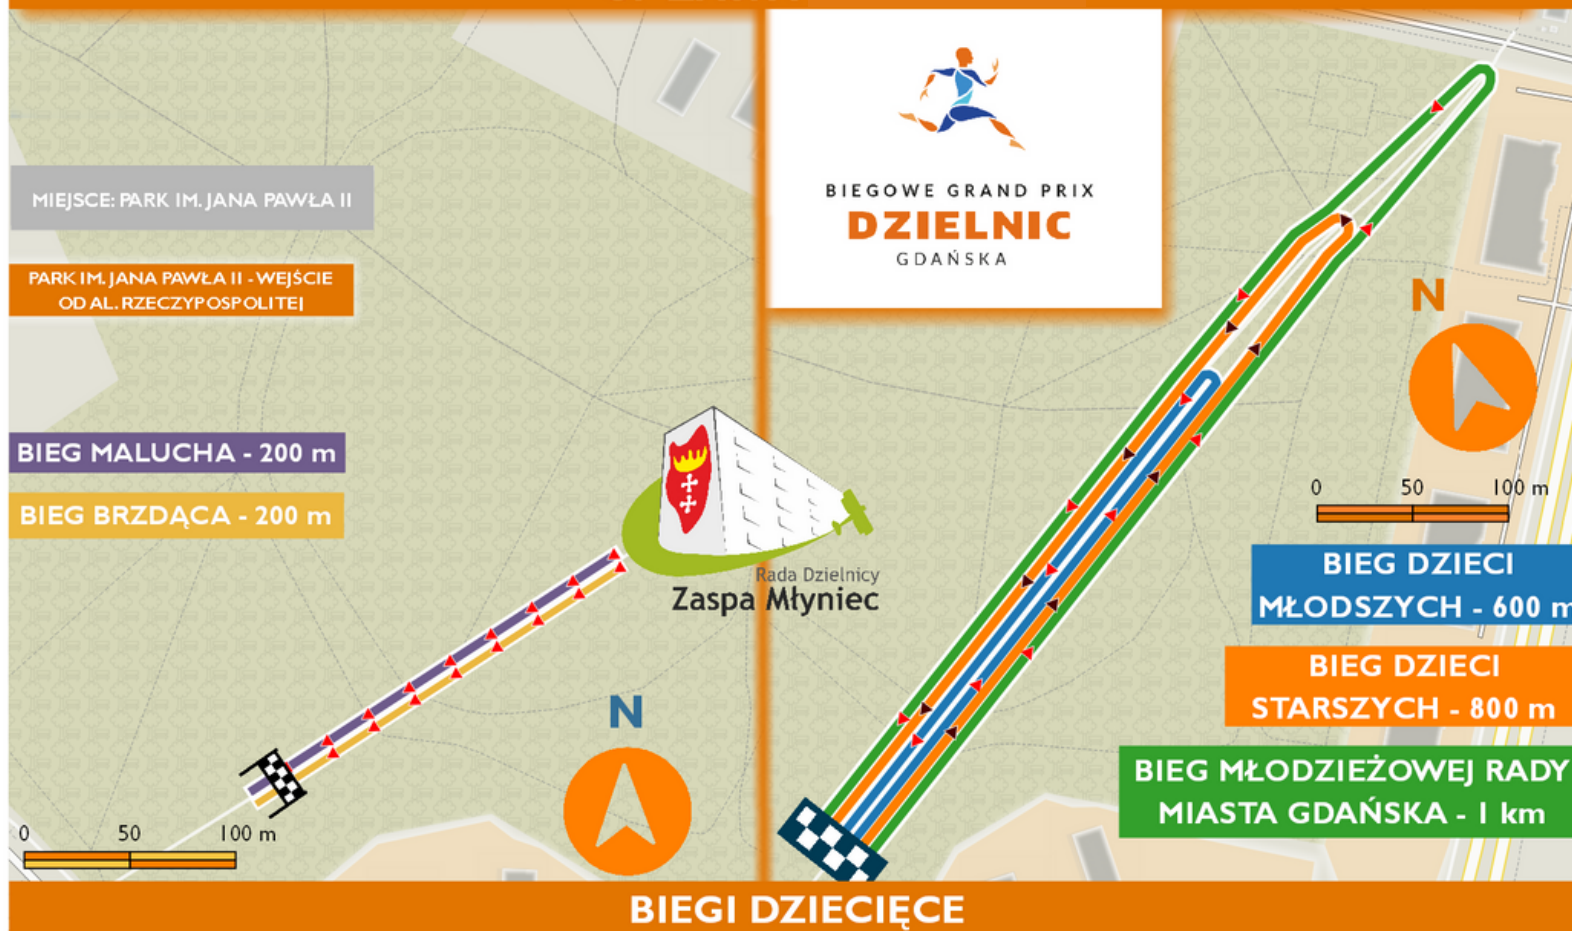 BIEGOWE GRAND PRIX
DZIELNIC
GDAŃSKA
MIEJSCE: PARK IM. JANA PAWŁA II
PARK IM. JANA PAWŁA II - WEJŚCIE
OD AL. RZECZYPOSPOLITEJ
BIEG MALUCHA - 200 m
BIEG BRZDĄCA - 200 m
Rada Dzielnicy
Zaspa Młyniec
N
0 50 100 m
N
0 50 100 m
BIEG DZIECI
MŁODSZYCH - 600 m
BIEG DZIECI
STARSZYCH - 800 m
BIEG MŁODZIEŻOWEJ RADY
MIASTA GDAŃSKA - 1 km
BIEGI DZIECIĘCE